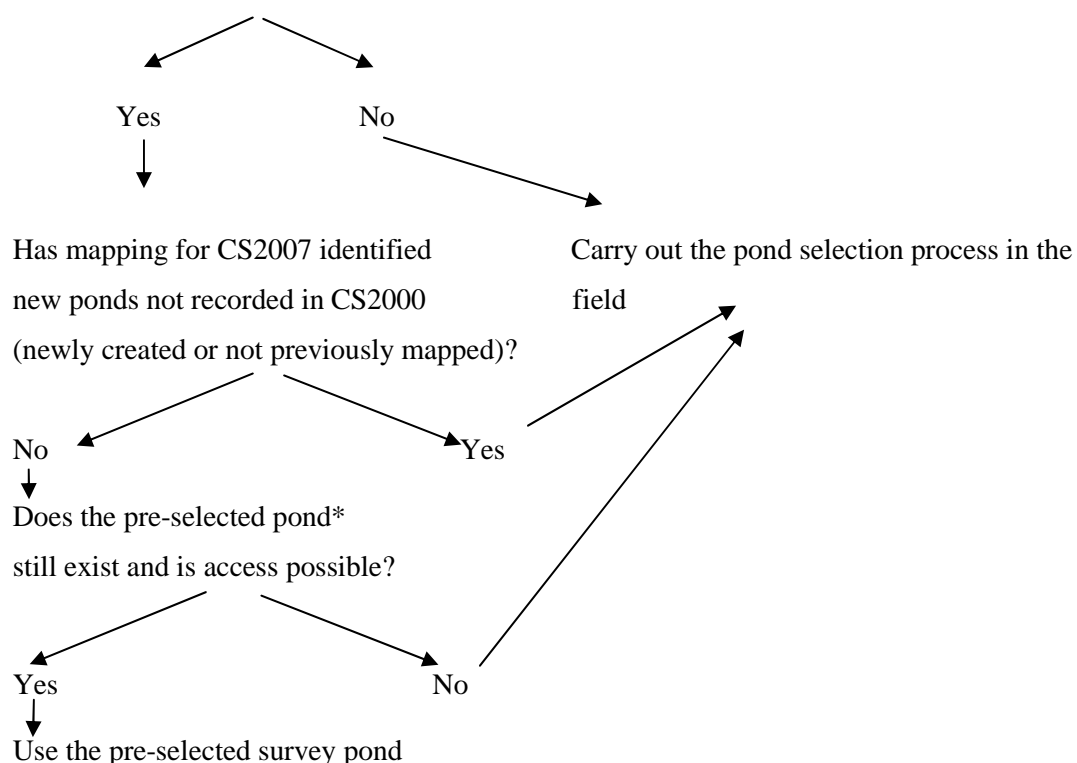 Yes No
Has mapping for CS2007 identified
new ponds not recorded in CS2000
(newly created or not previously mapped)?
Carry out the pond selection process in the
field
No Yes
Does the pre-selected pond*
still exist and is access possible?
Yes No
Use the pre-selected survey pond